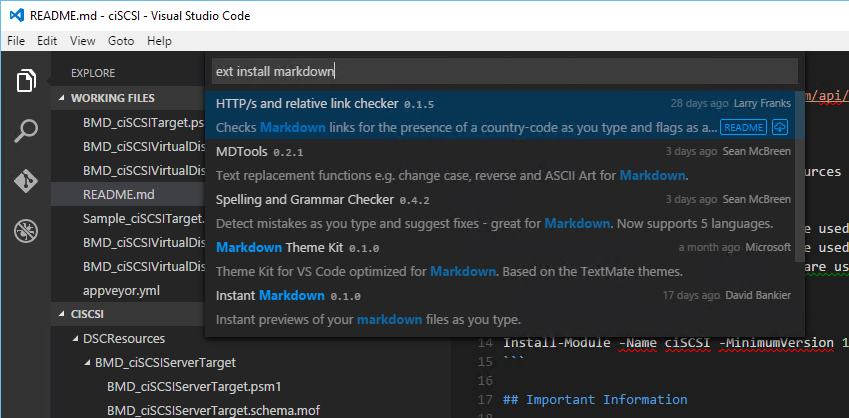 README.md - ciSCSI - Visual Studio Code
File Edit View Goto Help
EXPLORE
WORKING FILES
BMD_ciSCSITarget.ps
BMD_ciSCSIVirtualDis
BMD_ciSCSIVirtualDis
README.md
Sample_ciSCSITarget.
BMD_ciSCSIVirtualDis
BMD_ciSCSIVirtualDis
appveyor.yml
CISCSI
DSCResources
BMD_ciSCSIServerTarget
BMD_ciSCSIServerTarget.psm1
BMD_ciSCSIServerTarget.schema.mof
ext install markdown
HTTP/s and relative link checker 0.1.5 28 days ago Larry Franks
Checks Markdown links for the presence of a country-code as you type and flags as a... README
MDTools 0.2.1 3 days ago Sean McBreen
Text replacement functions e.g. change case, reverse and ASCII Art for Markdown.
Spelling and Grammar Checker 0.4.2 3 days ago Sean McBreen
Detect mistakes as you type and suggest fixes - great for Markdown. Now supports 5 languages.
Markdown Theme Kit 0.1.0 a month ago Microsoft
Theme Kit for VS Code optimized for Markdown. Based on the TextMate themes.
Instant Markdown 0.1.0 17 days ago David Bankier
Instant previews of your markdown files as you type.
m/api/
ources
e used
e used
are us
14 Install-Module -Name ciSCSI -MinimumVersion 1
15 ```
16
17 ## Important Information